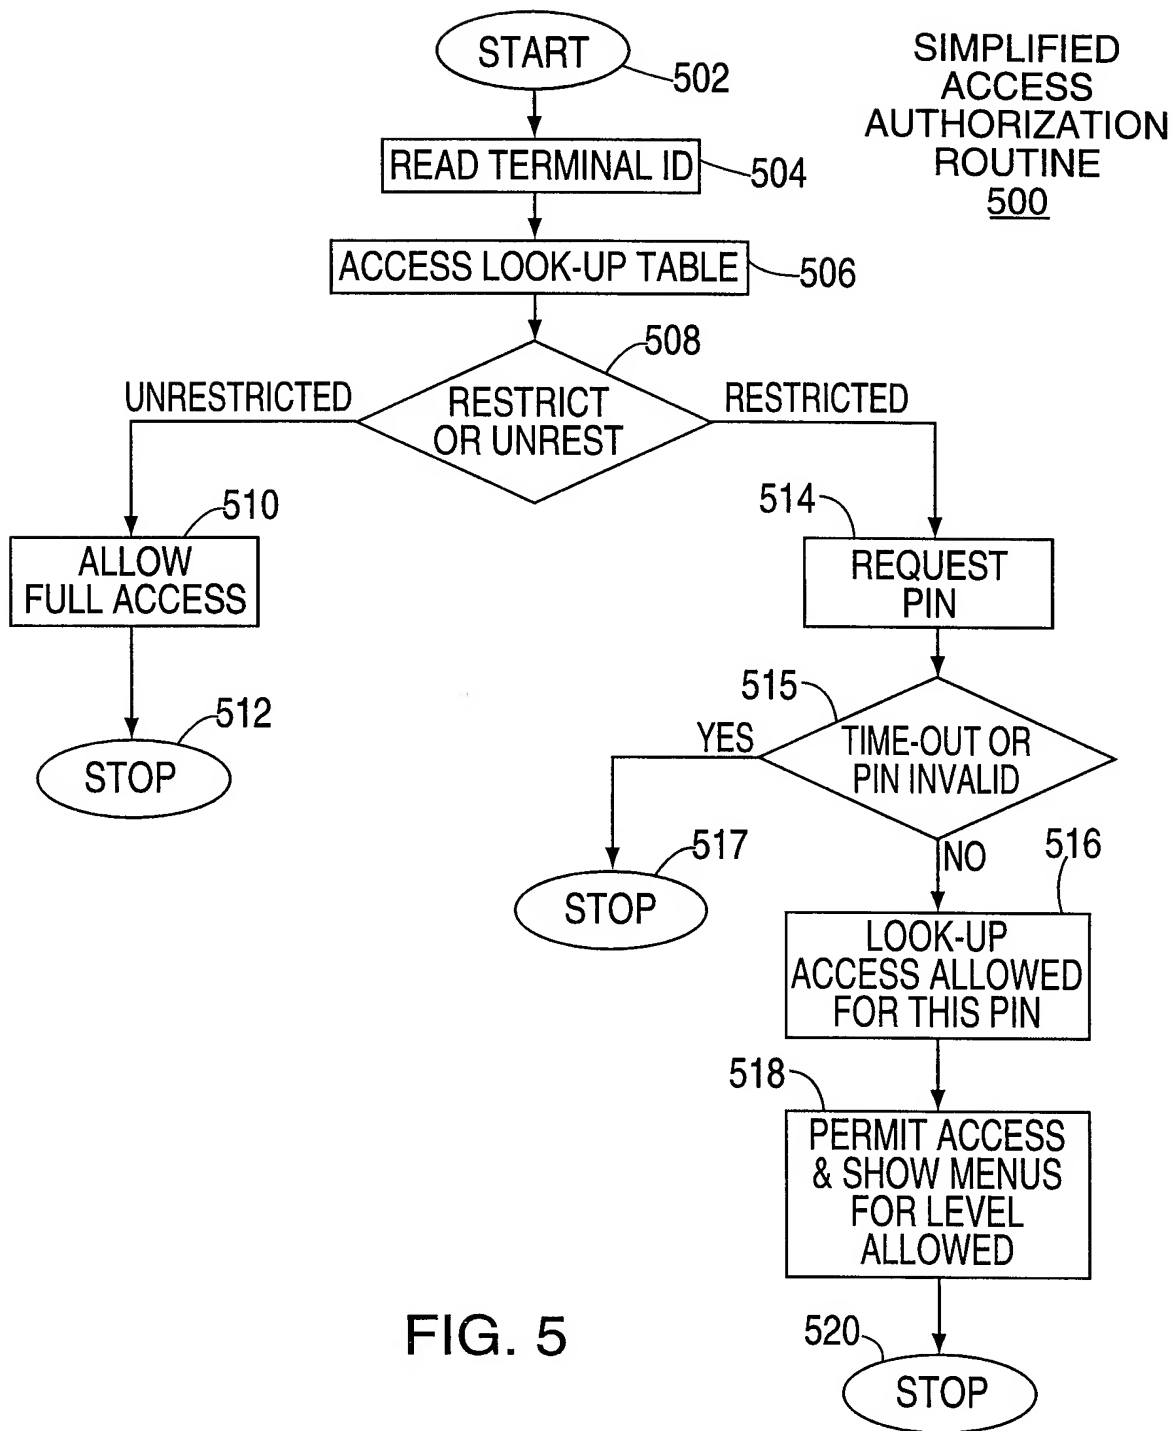 START
502
SIMPLIFIED
ACCESS
AUTHORIZATION
ROUTINE
500
READ TERMINAL ID
504
ACCESS LOOK-UP TABLE
506
508
UNRESTRICTED
RESTRICT
OR UNREST
RESTRICTED
510
ALLOW
FULL ACCESS
512
STOP
514
REQUEST
PIN
515
YES
TIME-OUT OR
PIN INVALID
517
STOP
NO
516
LOOK-UP
ACCESS ALLOWED
FOR THIS PIN
518
PERMIT ACCESS
& SHOW MENUS
FOR LEVEL
ALLOWED
520
STOP
FIG. 5